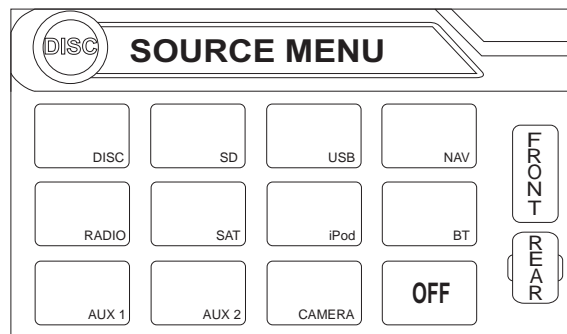 DISC SOURCE MENU
DISC SD USB NAV
RADIO SAT iPod BT
AUX 1 AUX 2 CAMERA OFF
FRONT
REAR